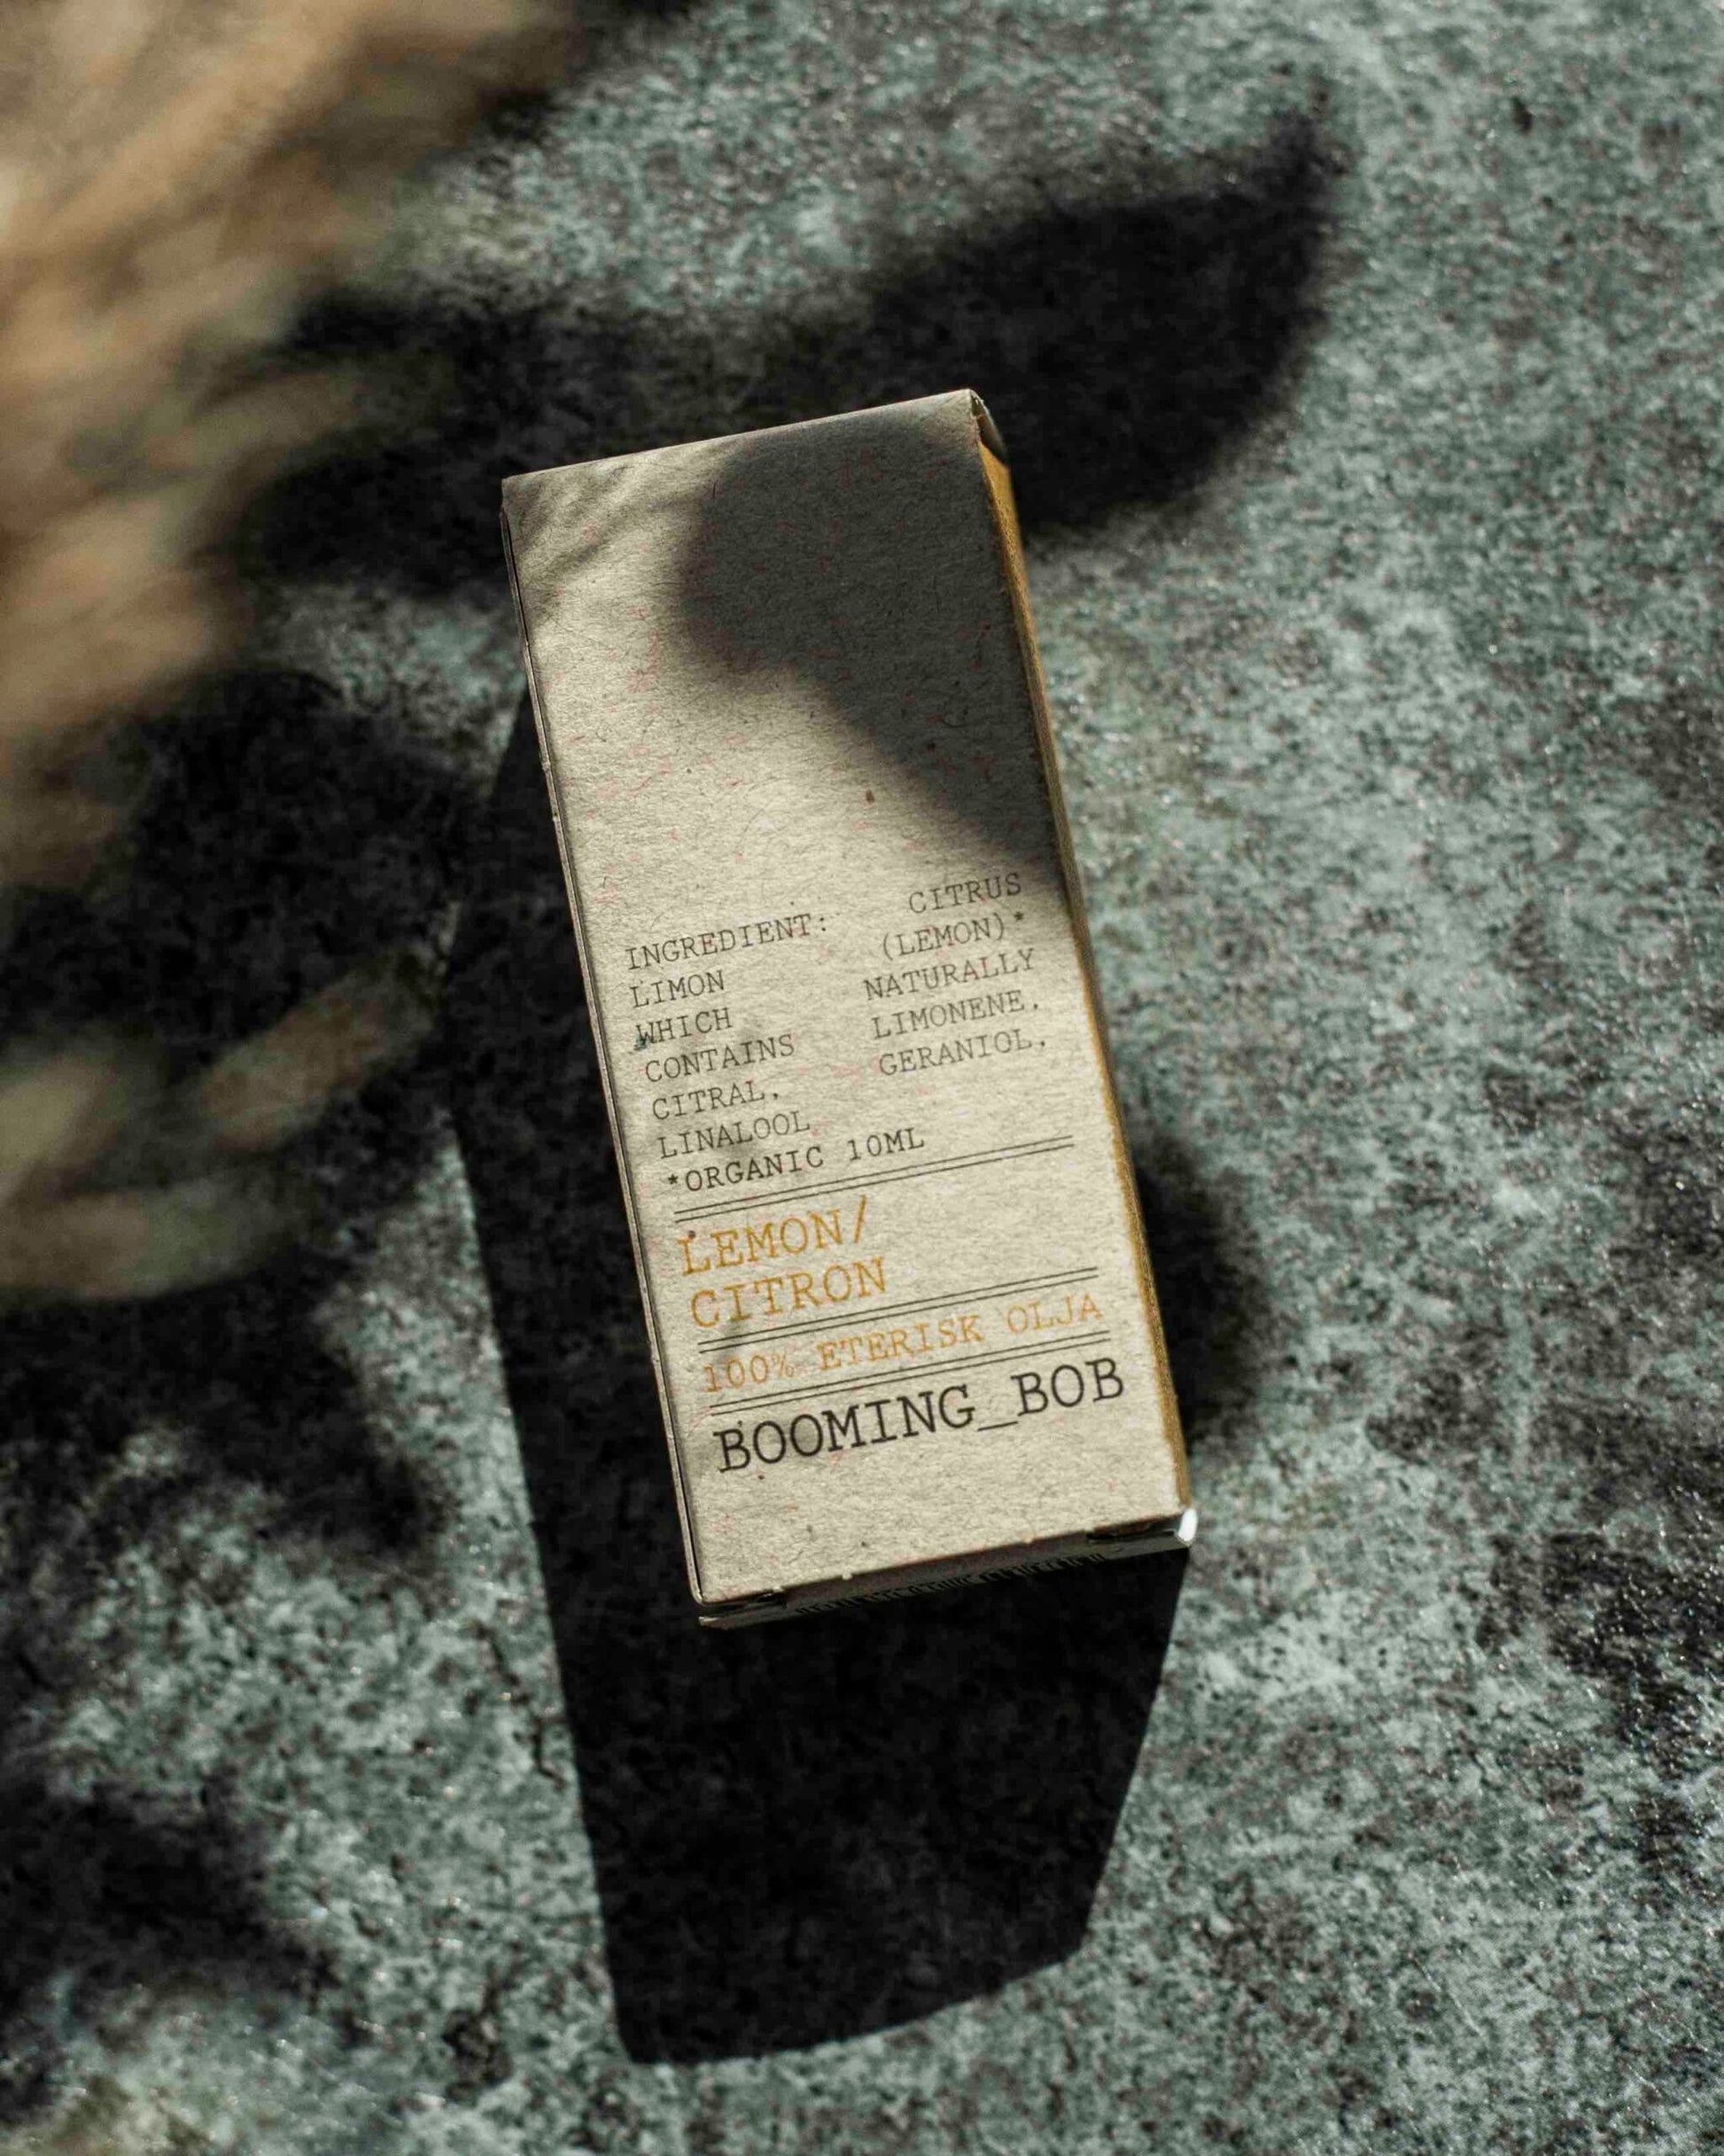 INGREDIENT: CITRUS
LIMON (LEMON)*
WHICH NATURALLY
CONTAINS LIMONENE,
CITRAL, GERANIOL,
LINALOOL
*ORGANIC 10ML
LEMON/
CITRON
100% ETERISK OLJA
BOOMING_BOB